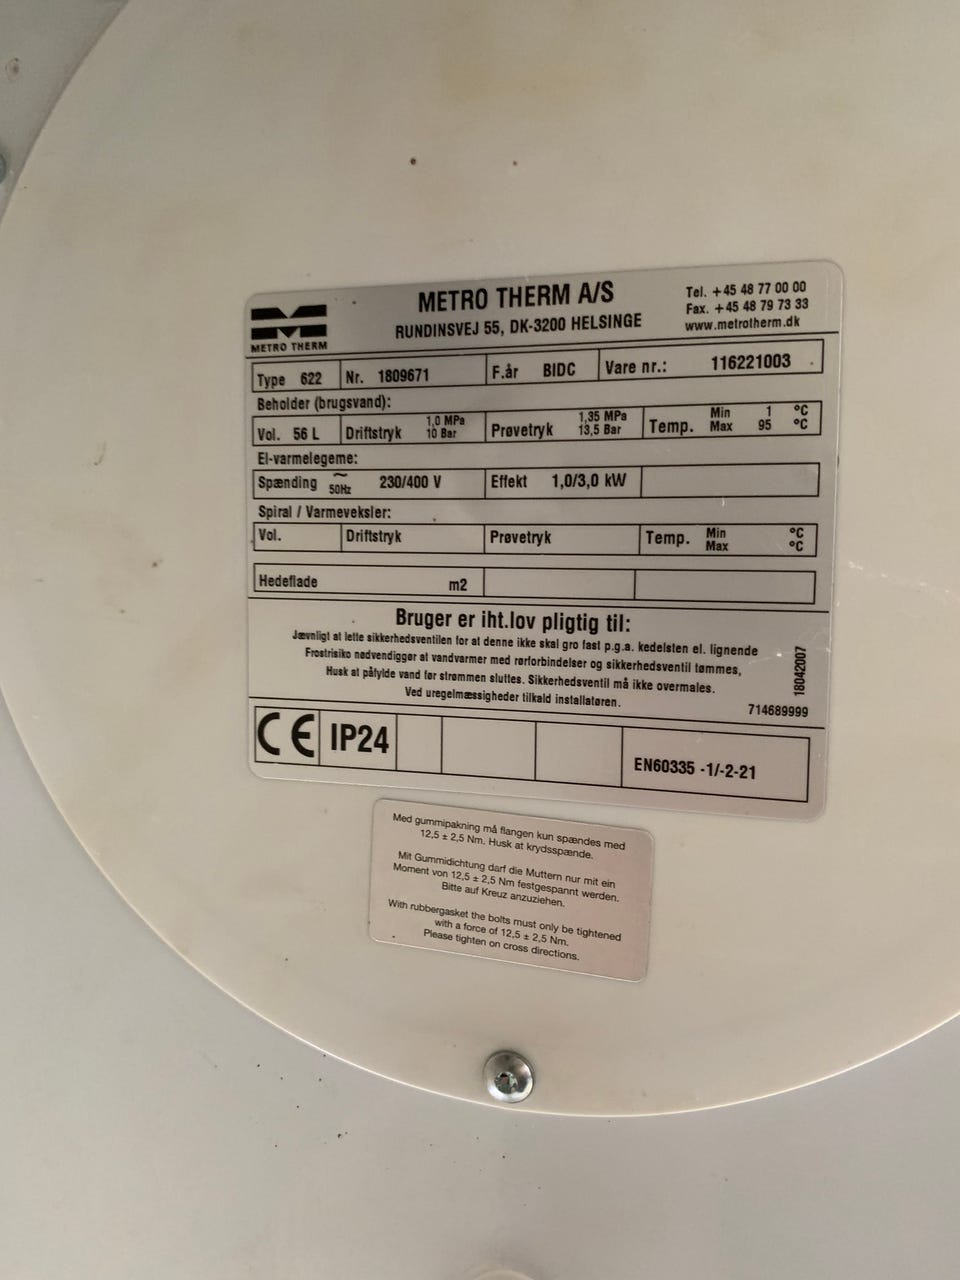 METRO THERM
METRO THERM A/S
RUNDINSVEJ 55, DK-3200 HELSINGE
Tel. +45 48 77 00 00
Fax. +45 48 79 73 33
www.metrotherm.dk
Type 622 Nr. 1809671 F.år BIDC Vare nr.: 116221003
Beholder (brugsvand):
Vol. 56 L Driftstryk 1,0 MPa 10 Bar Prøvetryk 1,35 MPa 13,5 Bar Temp. Min 1 °C Max 95 °C
El-varmelegeme:
Spænding ~ 50Hz 230/400 V Effekt 1,0/3,0 kW
Spiral / Varmeveksler:
Vol. Driftstryk Prøvetryk Temp. Min °C Max °C
Hedeflade m2
Bruger er iht.lov pligtig til:
Jævnligt at lette sikkerhedsventilen for at denne ikke skal gro fast p.g.a. kedelsten el. lignende
Frostrisiko nødvendiggør at vandvarmer med rørforbindelser og sikkerhedsventil tømmes,
Husk at påfylde vand før strømmen sluttes. Sikkerhedsventil må ikke overmales.
Ved uregelmæssigheder tilkald installatøren.
18042007
714689999
CE IP24 EN60335 -1/-2-21
Med gummipakning må flangen kun spændes med
12,5 ± 2,5 Nm. Husk at krydsspænde.
Mit Gummidichtung darf die Muttern nur mit ein
Moment von 12,5 ± 2,5 Nm festgespannt werden.
Bitte auf Kreuz anzuziehen.
With rubbergasket the bolts must only be tightened
with a force of 12,5 ± 2,5 Nm.
Please tighten on cross directions.